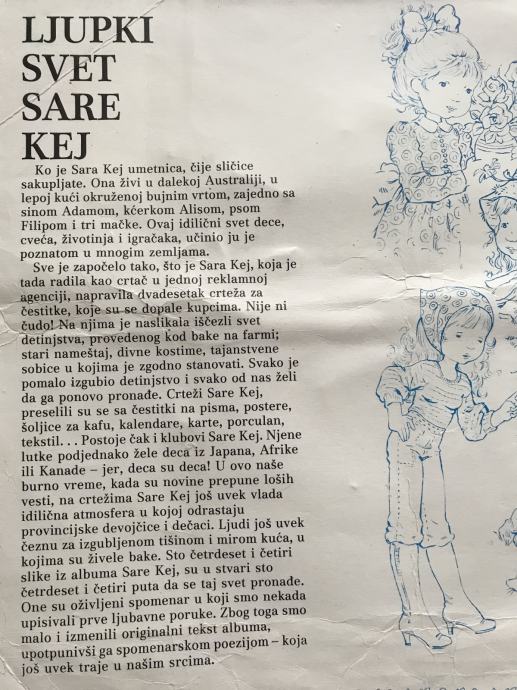 LJUPKI
SVET
SARE
KEJ
Ko je Sara Kej umetnica, čije sličice
sakupljate. Ona živi u dalekoj Australiji, u
lepoj kući okruženoj bujnim vrtom, zajedno sa
sinom Adamom, kćerkom Alisom, psom
Filipom i tri mačke. Ovaj idilični svet dece,
cveća, životinja i igračaka, učinio ju je
poznatom u mnogim zemljama.
Sve je započelo tako, što je Sara Kej, koja je
tada radila kao crtač u jednoj reklamnoj
agenciji, napravila dvadesetak crteža za
čestitke, koje su se dopale kupcima. Nije ni
čudo! Na njima je naslikala iščezli svet
detinjstva, provedenog kod bake na farmi;
stari nameštaj, divne kostime, tajanstvene
sobice u kojima je zgodno stanovati. Svako je
pomalo izgubio detinjstvo i svako od nas želi
da ga ponovo pronađe. Crteži Sare Kej,
preselili su se sa čestitki na pisma, postere,
šoljice za kafu, kalendare, karte, porculan,
tekstil... Postoje čak i klubovi Sare Kej. Njene
lutke podjednako žele deca iz Japana, Afrike
ili Kanade – jer, deca su deca! U ovo naše
burno vreme, kada su novine prepune loših
vesti, na crtežima Sare Kej još uvek vlada
idilična atmosfera u kojoj odrastaju
provincijske devojčice i dečaci. Ljudi još uvek
čeznu za izgubljenom tišinom i mirom kuća, u
kojima su živele bake. Sto četrdeset i četiri
slike iz albuma Sare Kej, su u stvari sto
četrdeset i četiri puta da se taj svet pronađe.
One su oživljeni spomenar u koji smo nekada
upisivali prve ljubavne poruke. Zbog toga smo
malo i izmenili originalni tekst albuma,
upotpunivši ga spomenarskom poezijom – koja
još uvek traje u našim srcima.